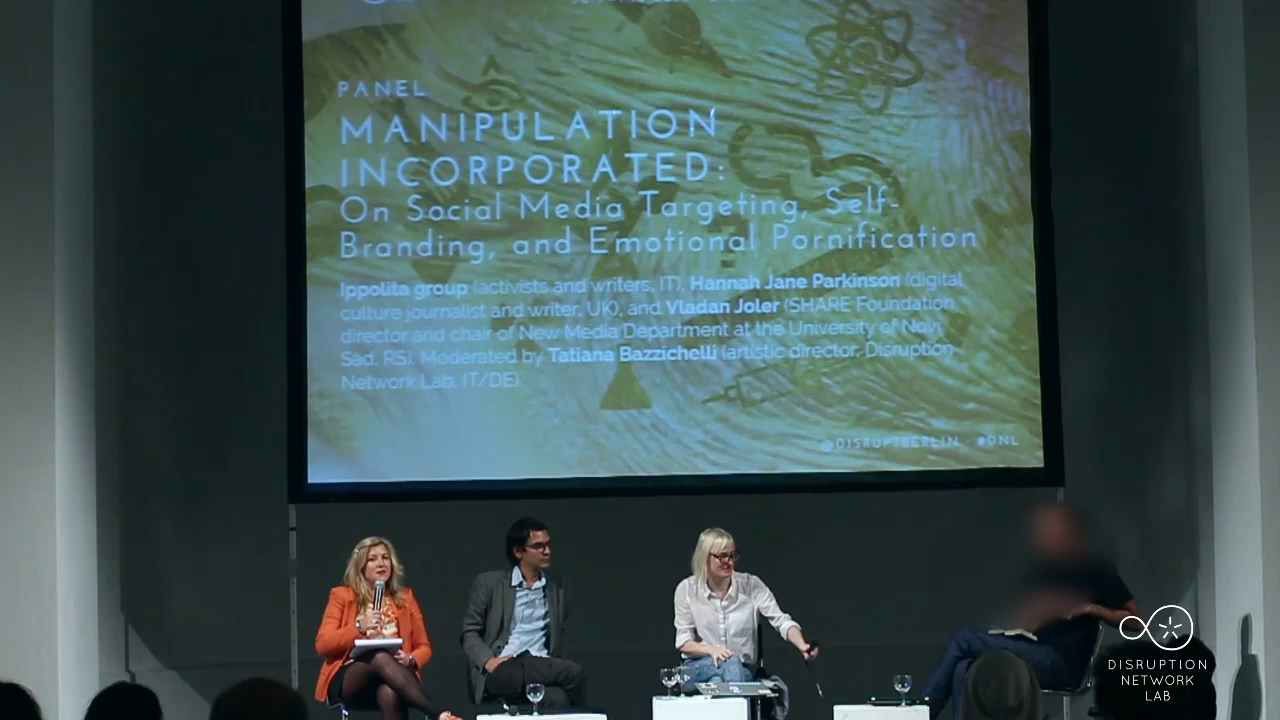 PANEL
MANIPULATION
INCORPORATED:
On Social Media Targeting, Self-
Branding, and Emotional Pornification
Ippolita group (activists and writers, IT), Hannah Jane Parkinson (digital
culture journalist and writer, UK), and Vladan Joler (SHARE Foundation
director and chair of New Media Department at the University of Novi
Sad, RS). Moderated by Tatiana Bazzichelli (artistic director, Disruption
Network Lab, IT/DE)
@DISRUPTBERLIN #DNL
DISRUPTION
NETWORK
LAB